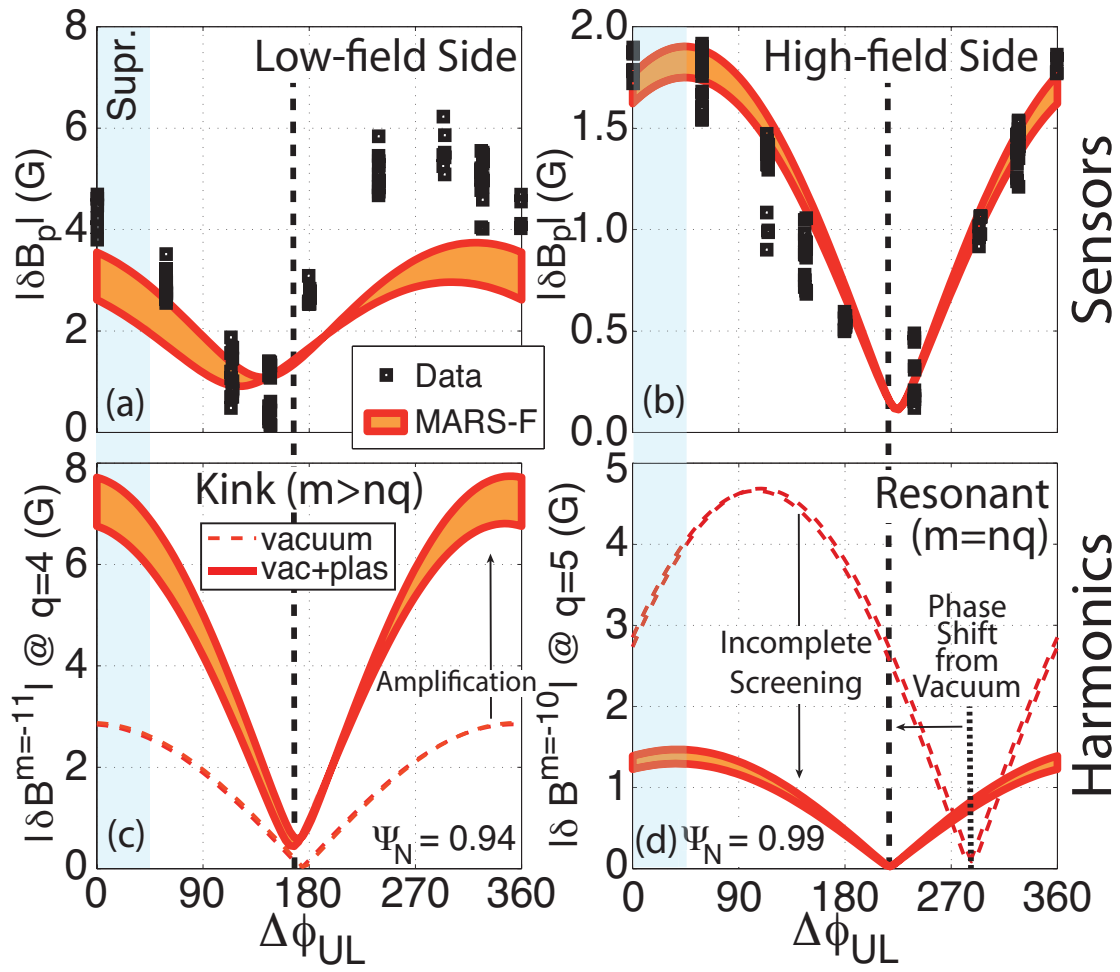 Low-field Side
Supr.
|δB_p| (G)
8
6
4
2
0
(a)
Data
MARS-F
High-field Side
|δB_p| (G)
2.0
1.5
1.0
0.5
0.0
(b)
Sensors
Kink (m>nq)
vacuum
vac+plas
Amplification
|δB^m=-11| @ q=4 (G)
8
6
4
2
0
(c)
Ψ_N = 0.94
0 90 180 270 360
Δϕ_UL
Resonant
(m=nq)
Phase
Shift
from
Vacuum
Incomplete
Screening
|δ B^m=-10| @ q=5 (G)
5
4
3
2
1
0
(d)
Ψ_N = 0.99
0 90 180 270 360
Δϕ_UL
Harmonics